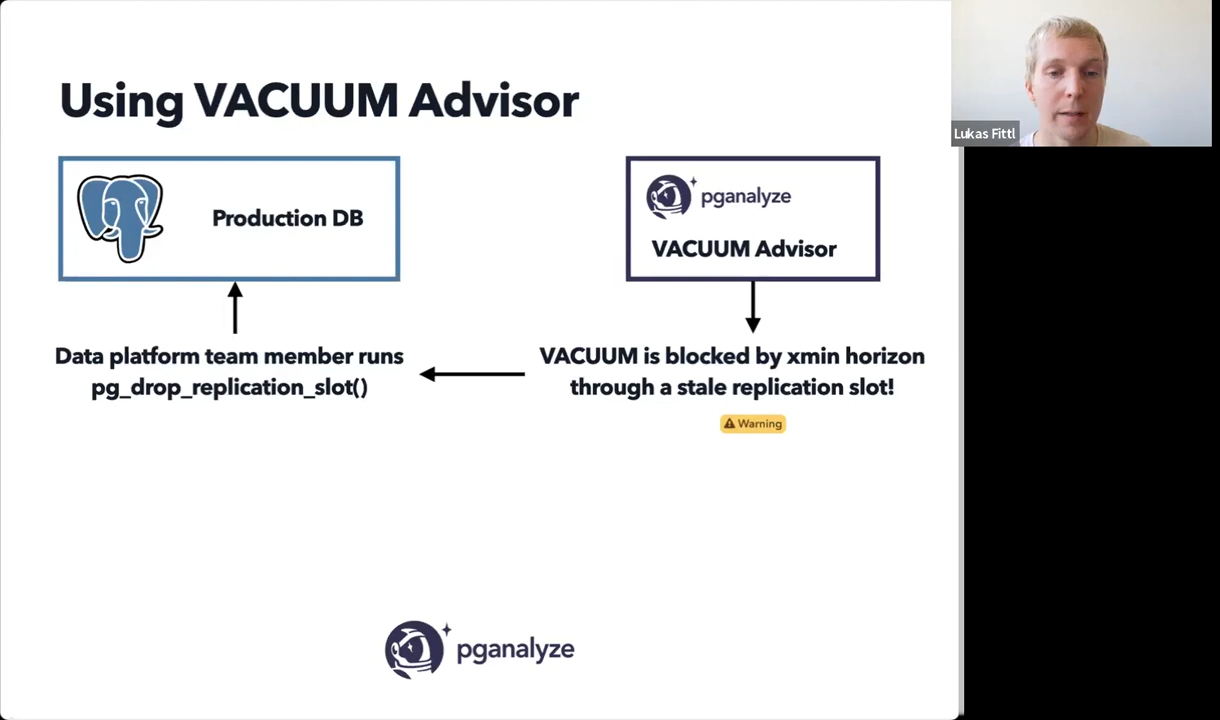 Using VACUUM Advisor
Lukas Fittl
Production DB
pganalyze
VACUUM Advisor
Data platform team member runs
pg_drop_replication_slot()
VACUUM is blocked by xmin horizon
through a stale replication slot!
Warning
pganalyze